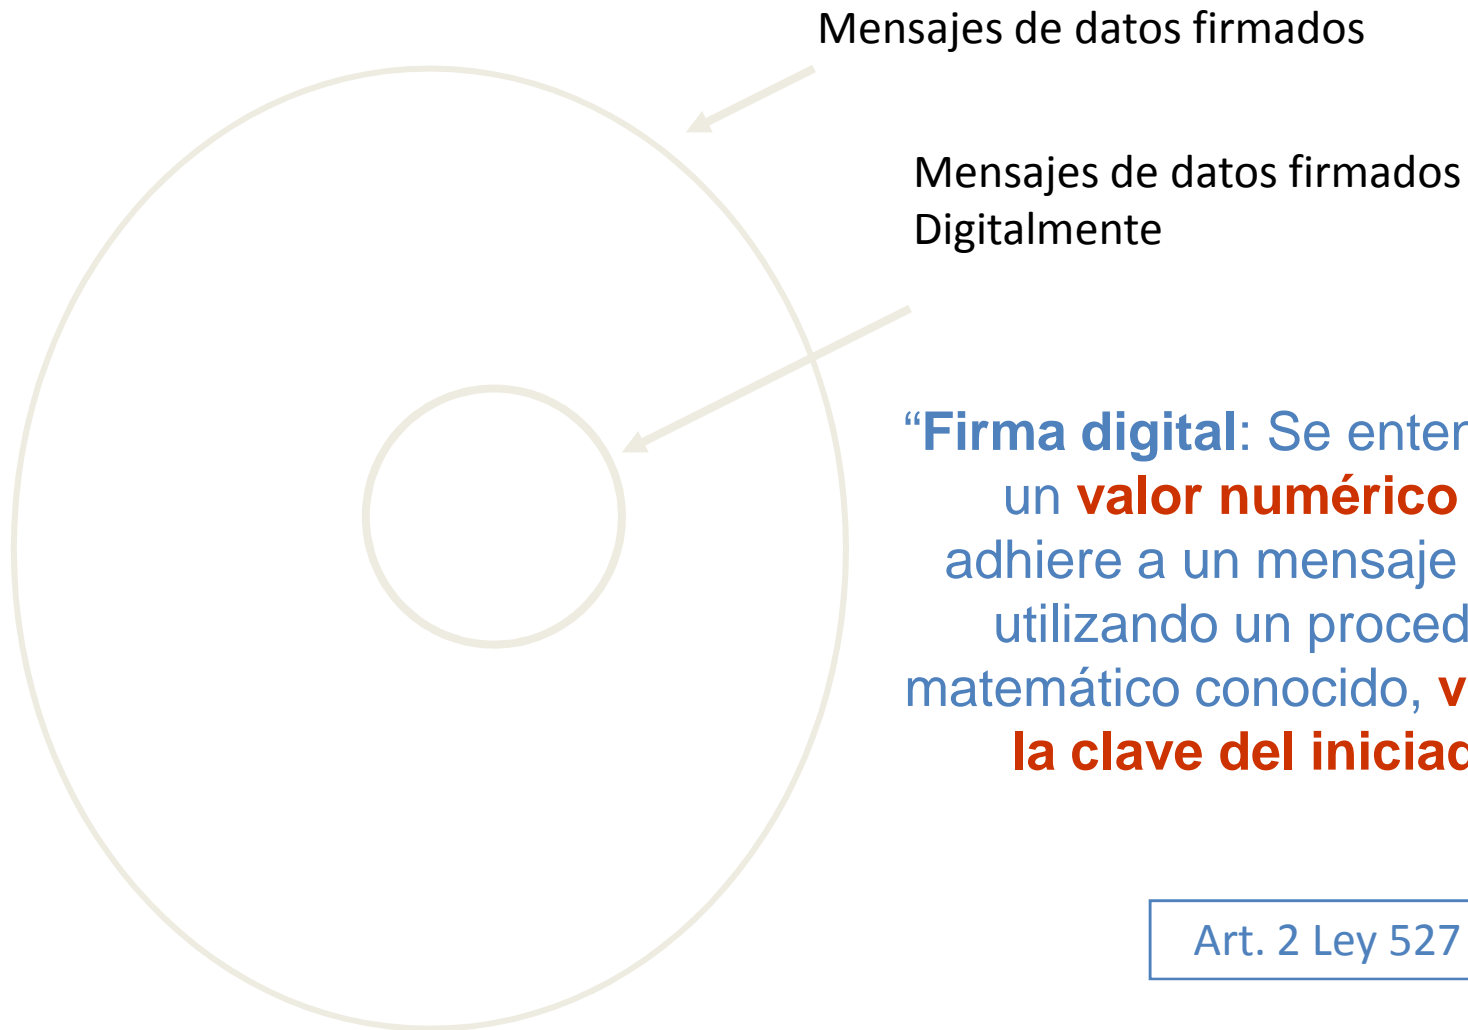 Mensajes de datos firmados
Mensajes de datos firmados
Digitalmente
“Firma digital: Se enten
un valor numérico
adhiere a un mensaje
utilizando un proced
matemático conocido, v
la clave del iniciad
Art. 2 Ley 527